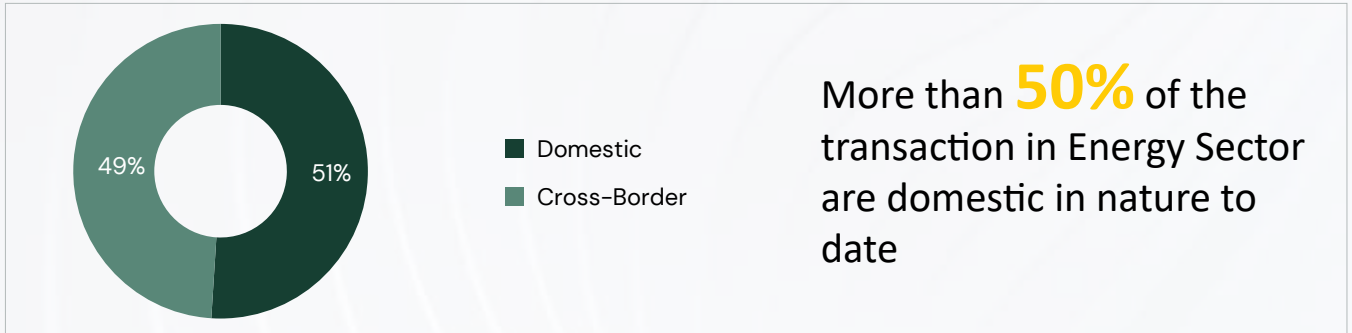 49%
51%
Domestic
Cross-Border
More than 50% of the
transaction in Energy Sector
are domestic in nature to
date